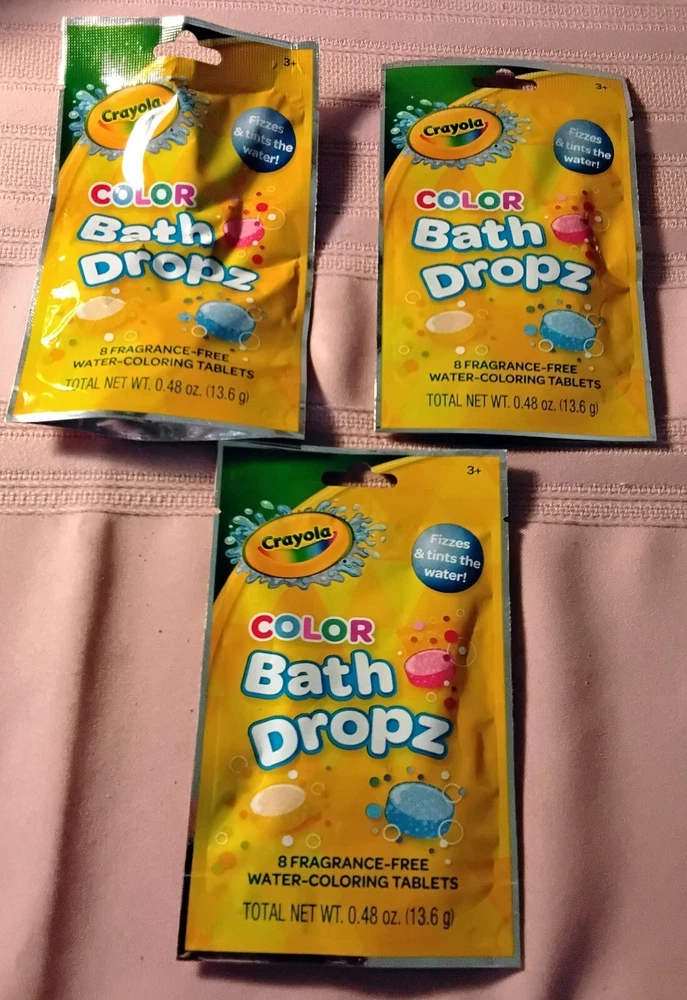 3+
Crayola
Fizzes
& tints the
water!
COLOR
Bath
Dropz
8 FRAGRANCE-FREE
WATER-COLORING TABLETS
TOTAL NET WT. 0.48 oz. (13.6 g)
3+
Crayola
Fizzes
& tints the
water!
COLOR
Bath
Dropz
8 FRAGRANCE-FREE
WATER-COLORING TABLETS
TOTAL NET WT. 0.48 oz. (13.6 g)
3+
Crayola
Fizzes
& tints the
water!
COLOR
Bath
Dropz
8 FRAGRANCE-FREE
WATER-COLORING TABLETS
TOTAL NET WT. 0.48 oz. (13.6 g)